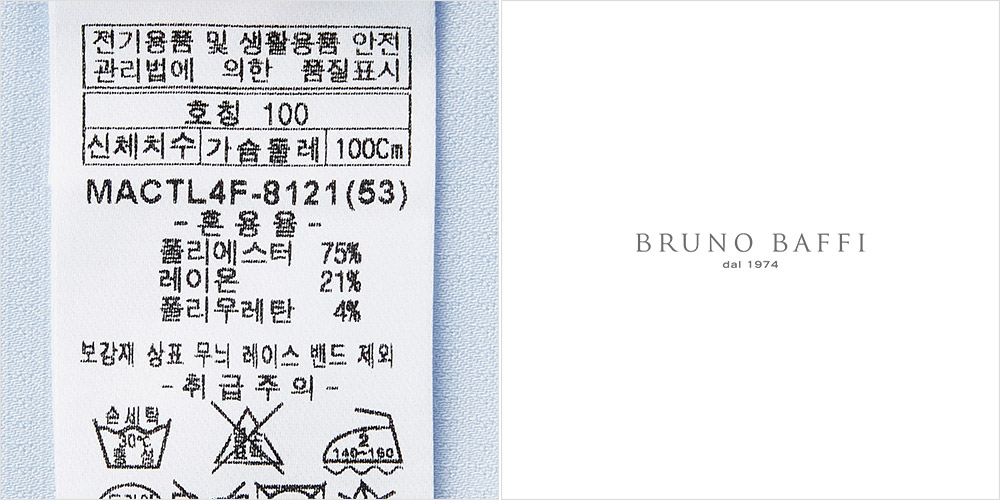 전기용품 및 생활용품 안전
관리법에 의한 품질표시
호칭 100
신체치수 가슴둘레 100Cm
MACTL4F-8121(53)
-혼용율-
폴리에스터 75%
레이온 21%
폴리우레탄 4%
보강재 상표 무늬 레이스 밴드 제외
-취급주의-
손세탁
30℃
중성
2
140~160
BRUNO BAFFI
dal 1974